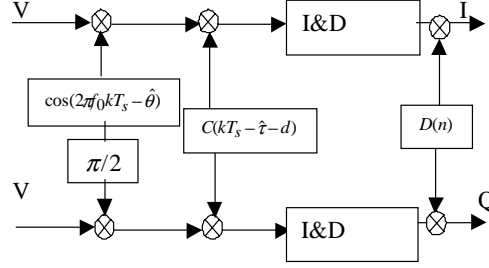 V
I&D
I
cos(2πf₀kTₛ−θ̂)
C(kTₛ−τ̂−d)
D(n)
π/2
V
I&D
Q